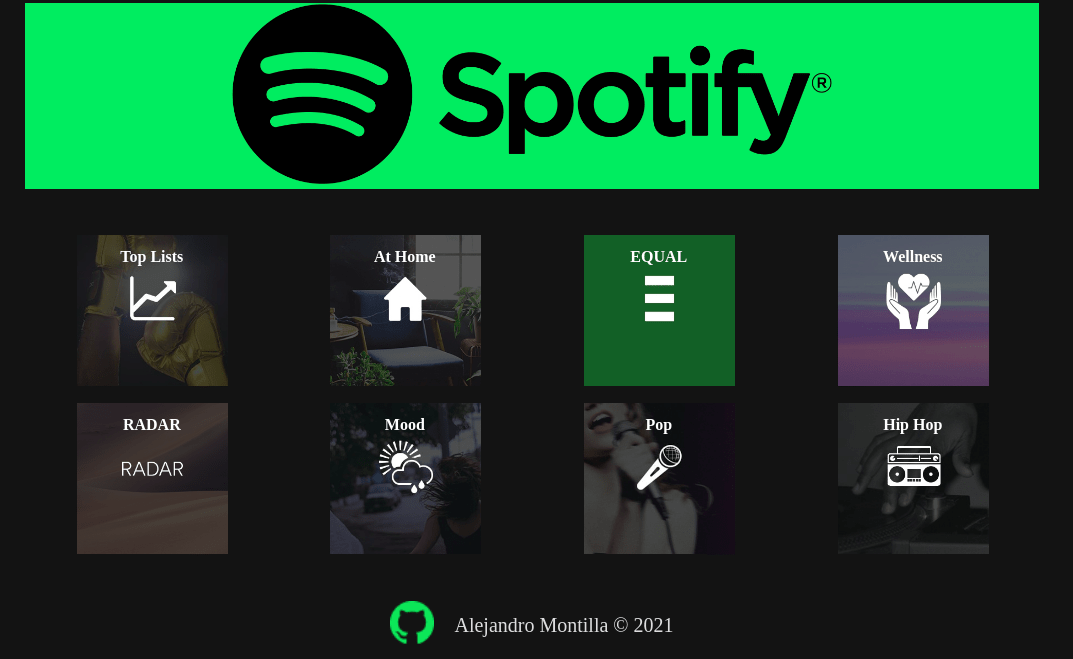 Spotify®
Top Lists
At Home
EQUAL
Wellness
RADAR
RADAR
Mood
Pop
Hip Hop
Alejandro Montilla © 2021